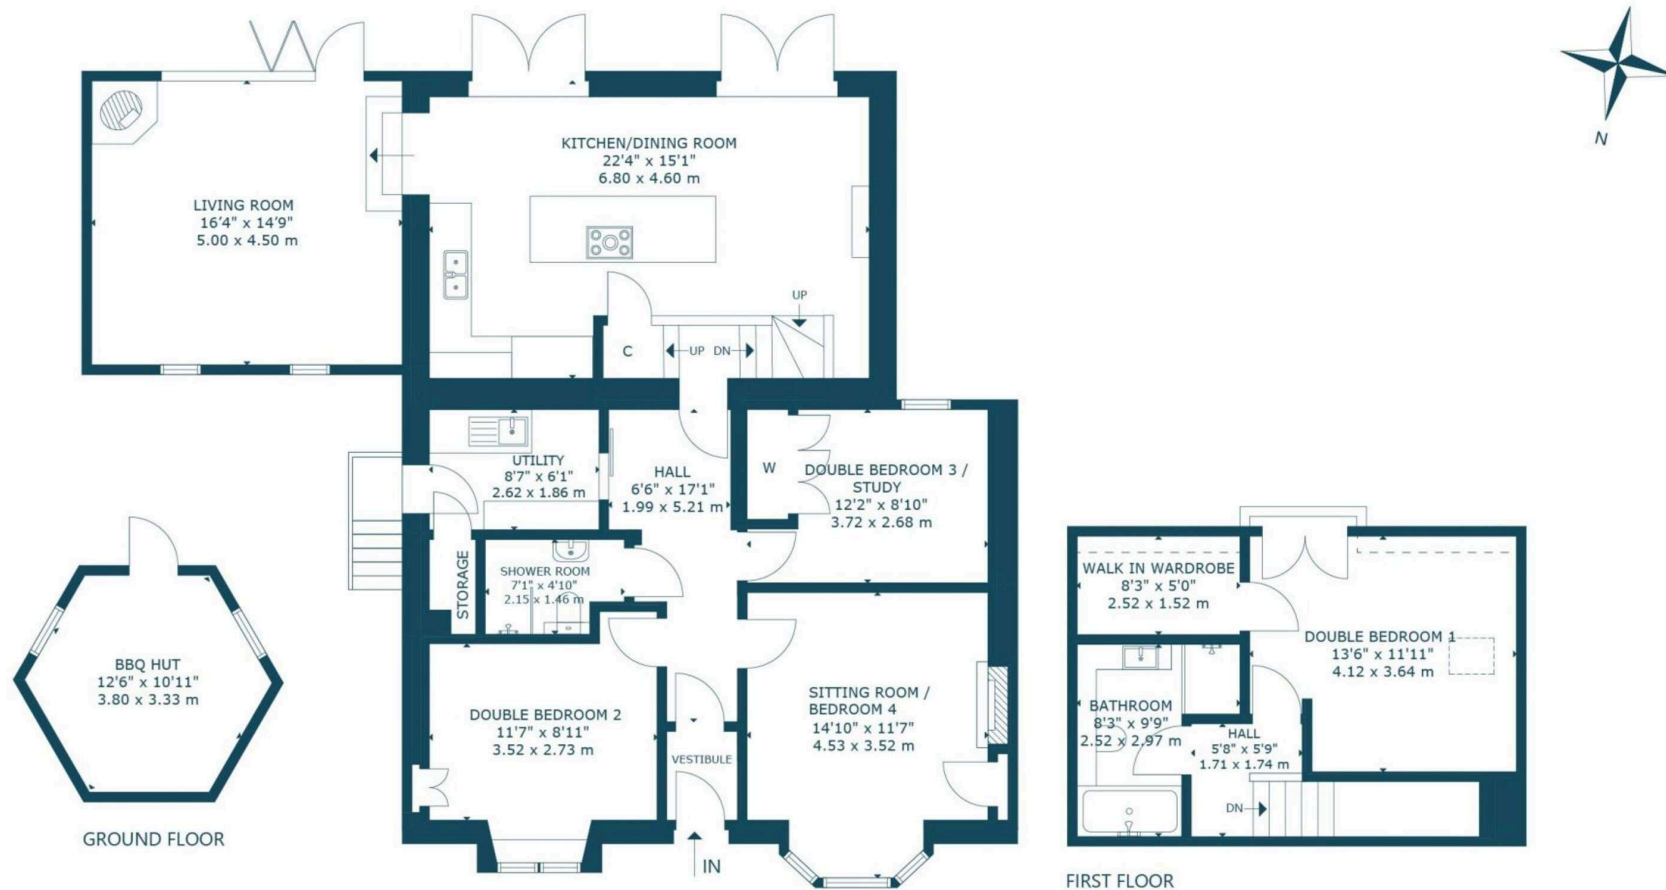 N
KITCHEN/DINING ROOM
22'4" x 15'1"
6.80 x 4.60 m
LIVING ROOM
16'4" x 14'9"
5.00 x 4.50 m
UP
C
UP DN
UTILITY
8'7" x 6'1"
2.62 x 1.86 m
HALL
6'6" x 17'1"
1.99 x 5.21 m
W
DOUBLE BEDROOM 3 /
STUDY
12'2" x 8'10"
3.72 x 2.68 m
STORAGE
SHOWER ROOM
7'1" x 4'10"
2.15 x 1.46 m
BBQ HUT
12'6" x 10'11"
3.80 x 3.33 m
DOUBLE BEDROOM 2
11'7" x 8'11"
3.52 x 2.73 m
VESTIBULE
SITTING ROOM /
BEDROOM 4
14'10" x 11'7"
4.53 x 3.52 m
IN
GROUND FLOOR
WALK IN WARDROBE
8'3" x 5'0"
2.52 x 1.52 m
DOUBLE BEDROOM 1
13'6" x 11'11"
4.12 x 3.64 m
BATHROOM
8'3" x 9'9"
2.52 x 2.97 m
HALL
5'8" x 5'9"
1.71 x 1.74 m
DN
FIRST FLOOR